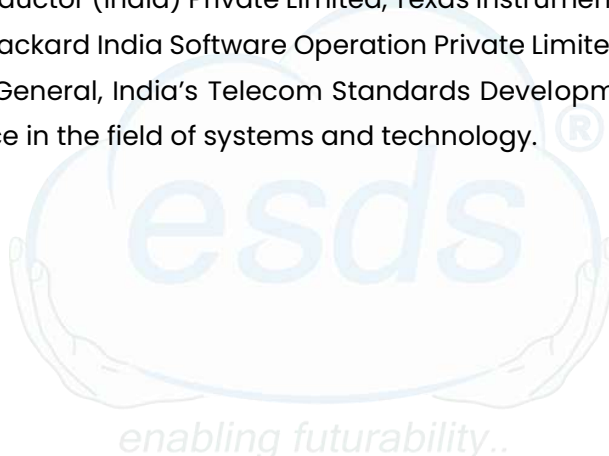 ductor (India) Private Limited, Texas Instrumen
ackard India Software Operation Private Limite
General, India's Telecom Standards Developm
ce in the field of systems and technology.
®
esds
enabling futurability..